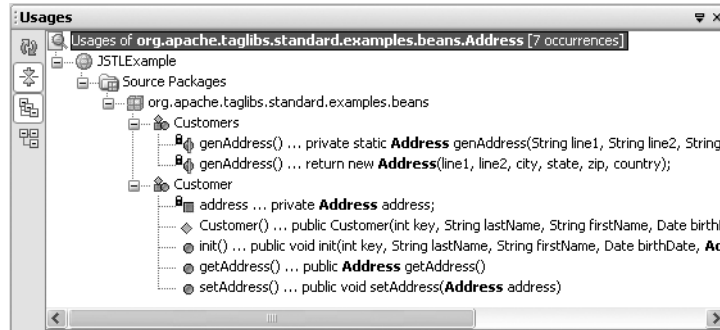 Usages
Usages of org.apache.taglibs.standard.examples.beans.Address [7 occurrences]
JSTLExample
Source Packages
org.apache.taglibs.standard.examples.beans
Customers
genAddress() ... private static Address genAddress(String line1, String line2, String
genAddress() ... return new Address(line1, line2, city, state, zip, country);
Customer
address ... private Address address;
Customer() ... public Customer(int key, String lastName, String firstName, Date birth
init() ... public void init(int key, String lastName, String firstName, Date birthDate, Ad
getAddress() ... public Address getAddress()
setAddress() ... public void setAddress(Address address)